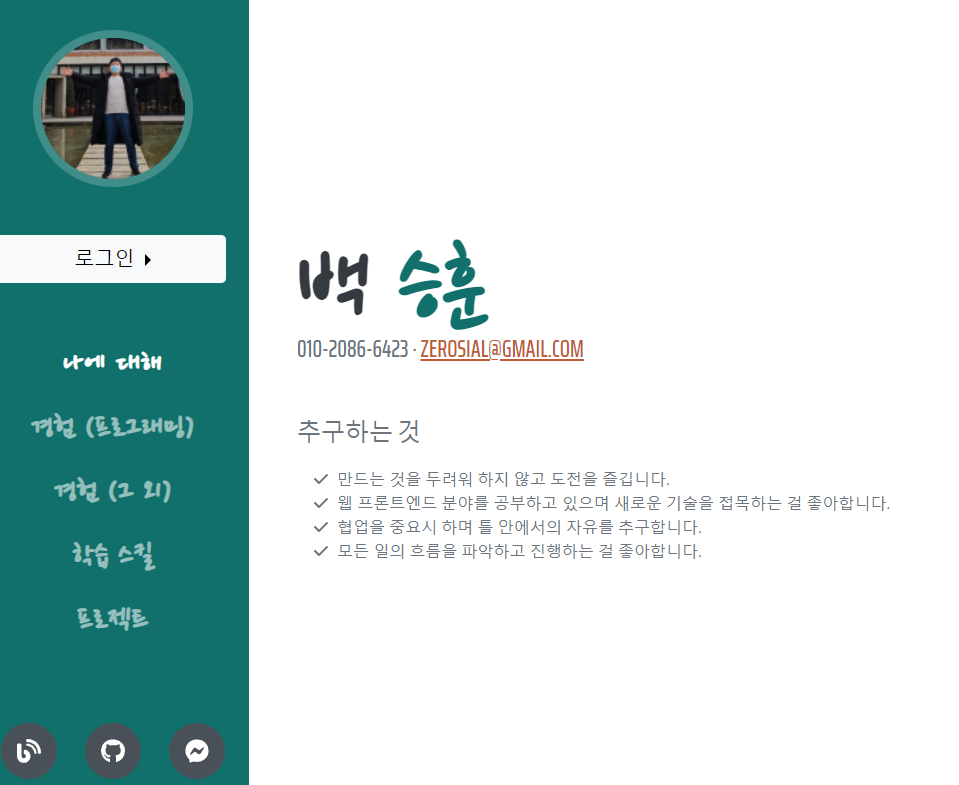 로그인
나에 대해
경험 (프로그래밍)
경험 (그 외)
학습 스킬
프로젝트
백 승훈
010-2086-6423 · ZEROSIAL@GMAIL.COM
추구하는 것
만드는 것을 두려워 하지 않고 도전을 즐깁니다.
웹 프론트엔드 분야를 공부하고 있으며 새로운 기술을 접목하는 걸 좋아합니다.
협업을 중요시 하며 틀 안에서의 자유를 추구합니다.
모든 일의 흐름을 파악하고 진행하는 걸 좋아합니다.